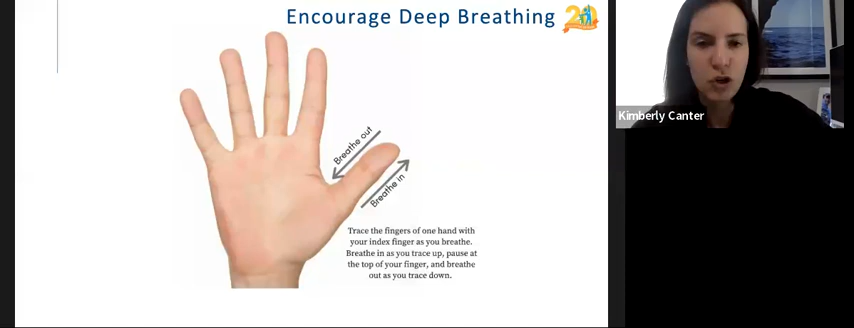 Encourage Deep Breathing
20
Breathe out
Breathe in
Trace the fingers of one hand with
your index finger as you breathe.
Breathe in as you trace up, pause at
the top of your finger, and breathe
out as you trace down.
Kimberly Canter